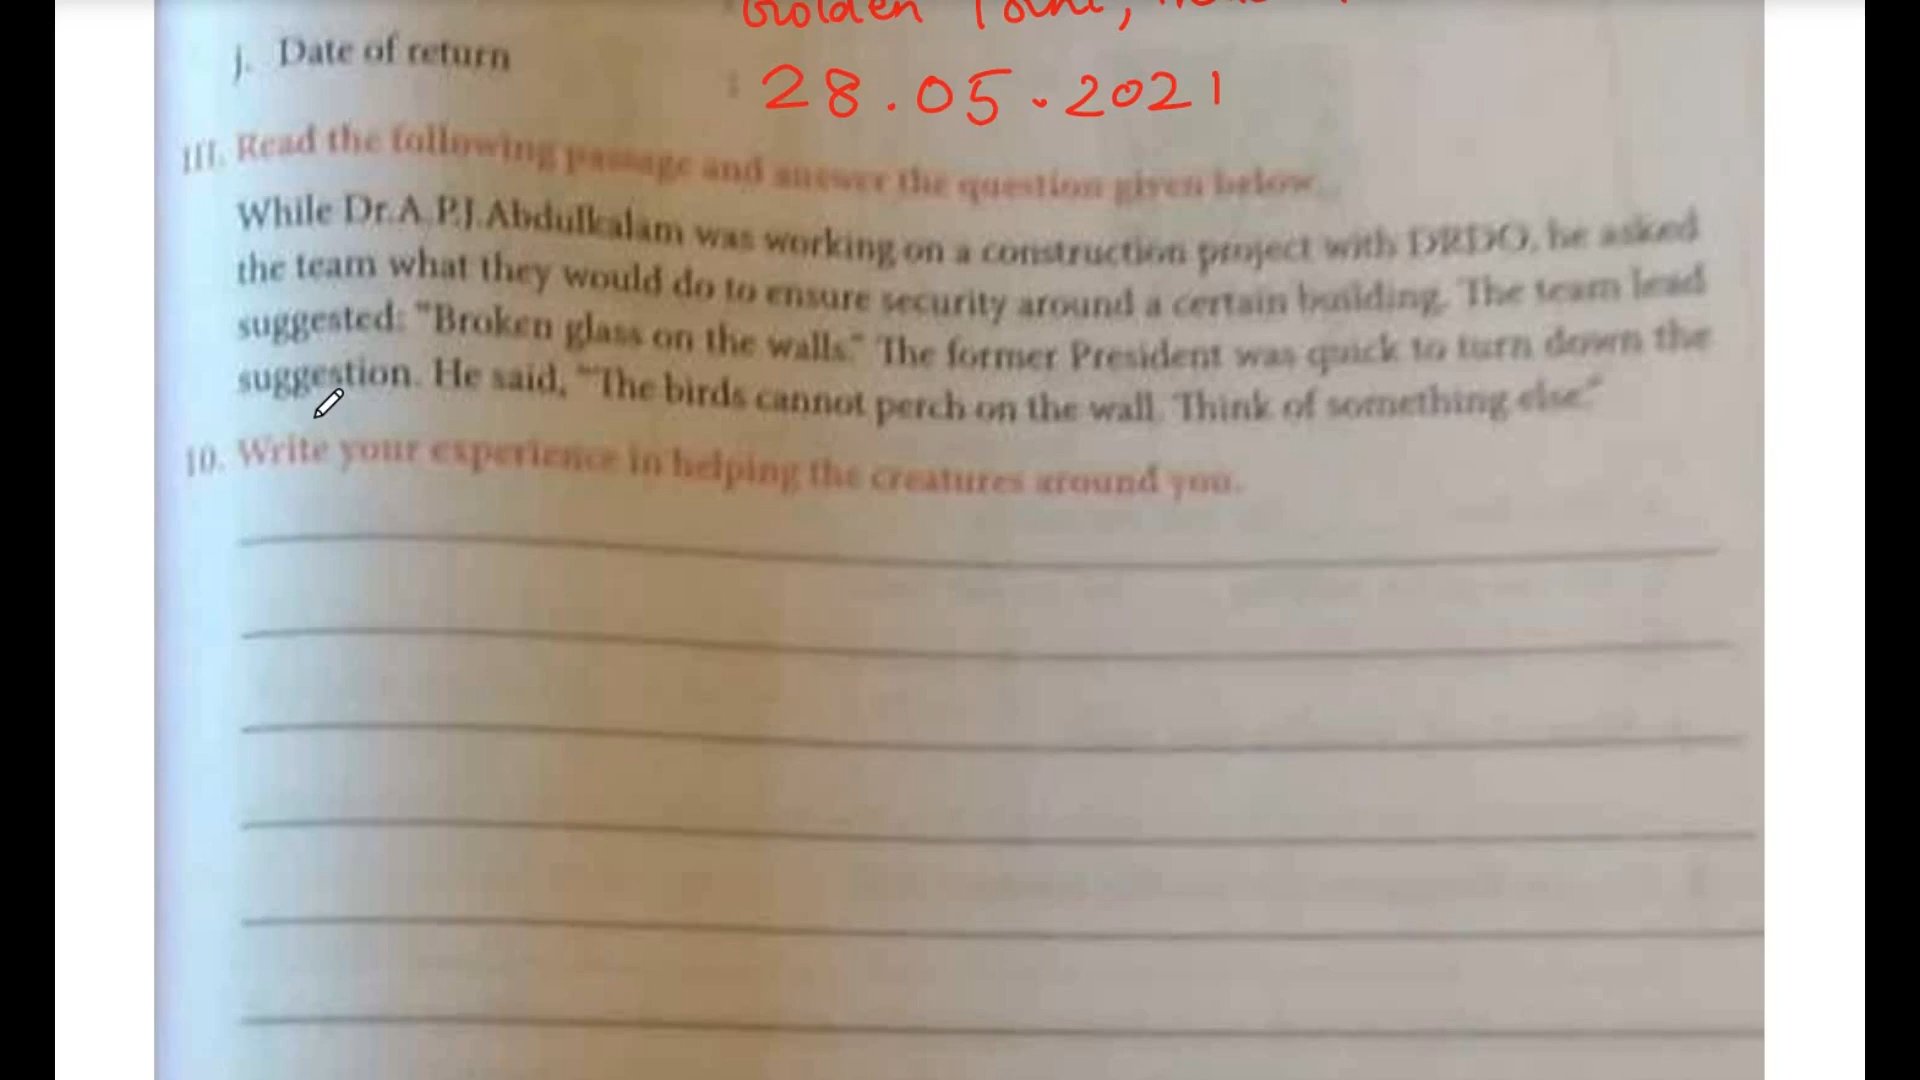 Golden
j. Date of return
: 28.05.2021
III. Read the following passage and answer the question given below.
While Dr.A.P.J.Abdulkalam was working on a construction project with DRDO, he asked
the team what they would do to ensure security around a certain building. The team lead
suggested: "Broken glass on the walls." The former President was quick to turn down the
suggestion. He said, "The birds cannot perch on the wall. Think of something else."
10. Write your experience in helping the creatures around you.